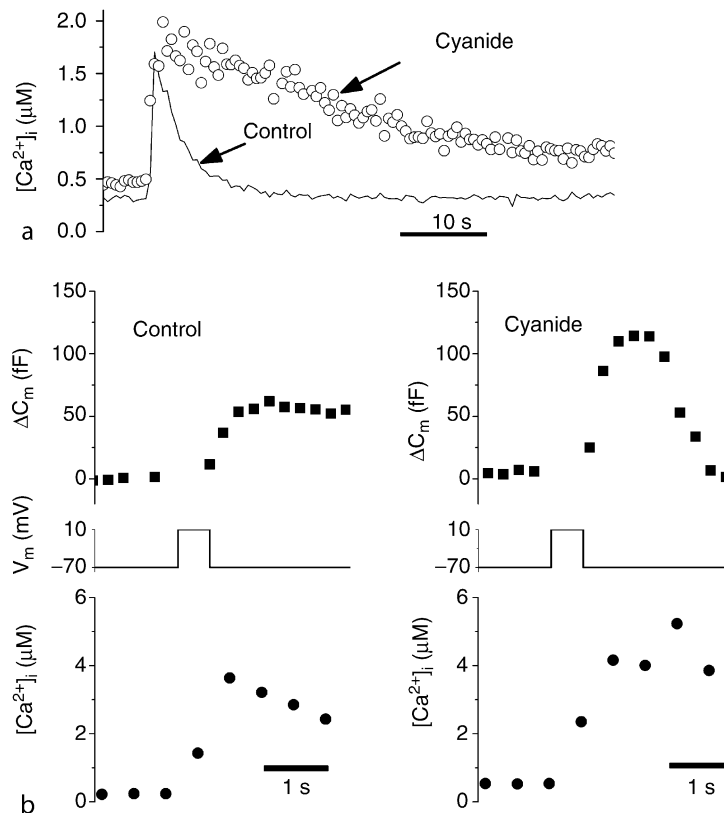 2.0
1.5
1.0
0.5
0.0
[Ca²⁺]ᵢ (μM)
Cyanide
Control
10 s
a
150
100
50
0
ΔCₘ (fF)
Control
150
100
50
0
ΔCₘ (fF)
Cyanide
10
−70
Vₘ (mV)
10
−70
6
4
2
0
[Ca²⁺]ᵢ (μM)
1 s
6
4
2
0
[Ca²⁺]ᵢ (μM)
1 s
b